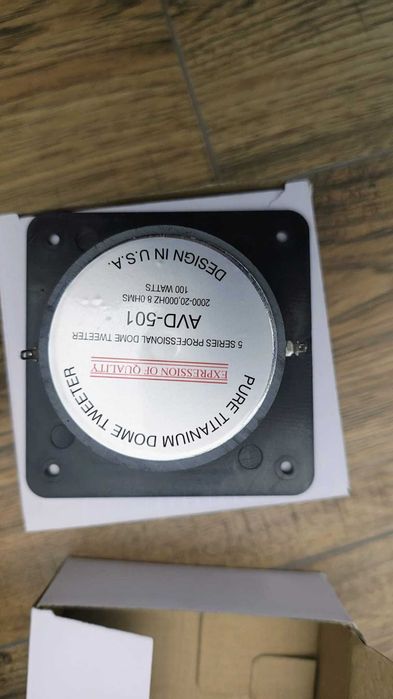 PURE TITANIUM DOME TWEETER
EXPRESSION OF QUALITY
5 SERIES PROFESSIONAL DOME TWEETER
AVD-501
2000-20,000HZ 8 OHMS
100 WATTS
DESIGN IN U.S.A.